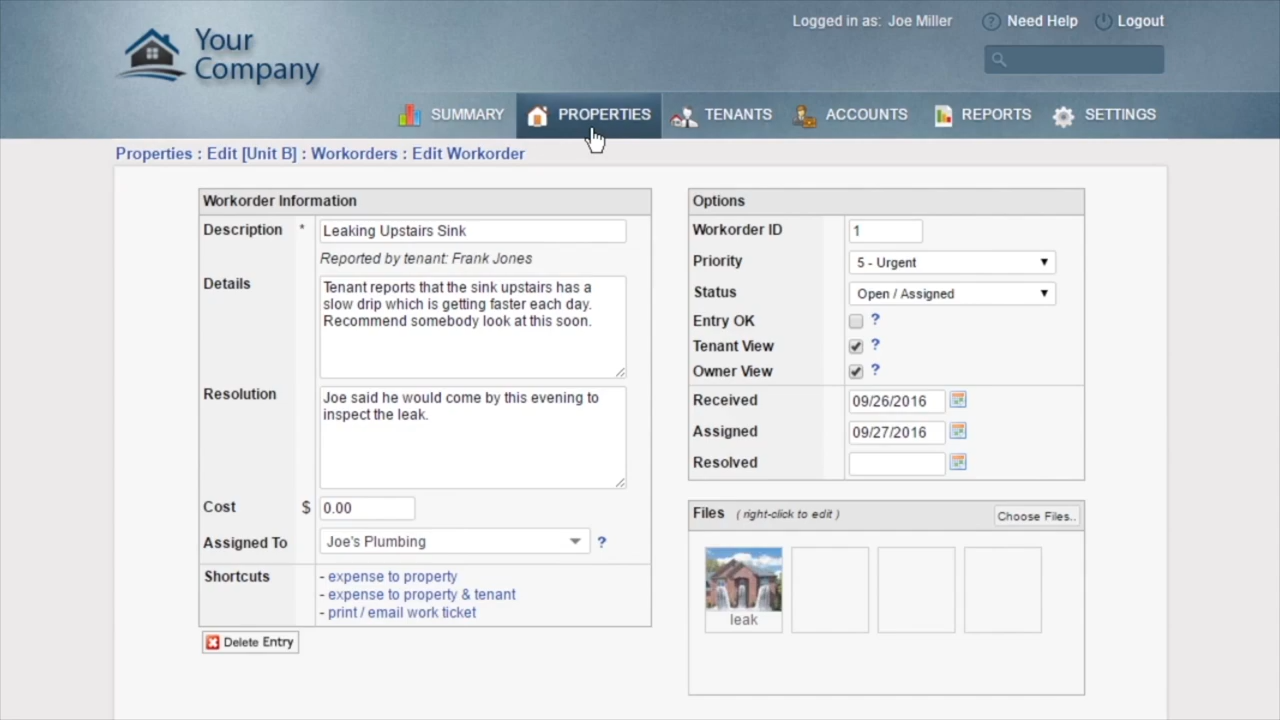 Your
Company
Logged in as: Joe Miller
Need Help
Logout
SUMMARY
PROPERTIES
TENANTS
ACCOUNTS
REPORTS
SETTINGS
Properties : Edit [Unit B] : Workorders : Edit Workorder
Workorder Information
Description * Leaking Upstairs Sink
Reported by tenant: Frank Jones
Details
Tenant reports that the sink upstairs has a
slow drip which is getting faster each day.
Recommend somebody look at this soon.
Resolution
Joe said he would come by this evening to
inspect the leak.
Cost $ 0.00
Assigned To Joe's Plumbing ?
Shortcuts
- expense to property
- expense to property & tenant
- print / email work ticket
Delete Entry
Options
Workorder ID 1
Priority 5 - Urgent
Status Open / Assigned
Entry OK ?
Tenant View ?
Owner View ?
Received 09/26/2016
Assigned 09/27/2016
Resolved
Files ( right-click to edit ) Choose Files..
leak